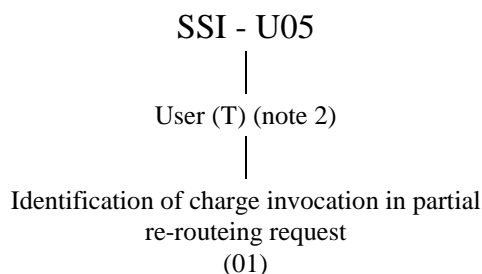 SSI - U05
User (T) (note 2)
Identification of charge invocation in partial
re-routeing request
(01)